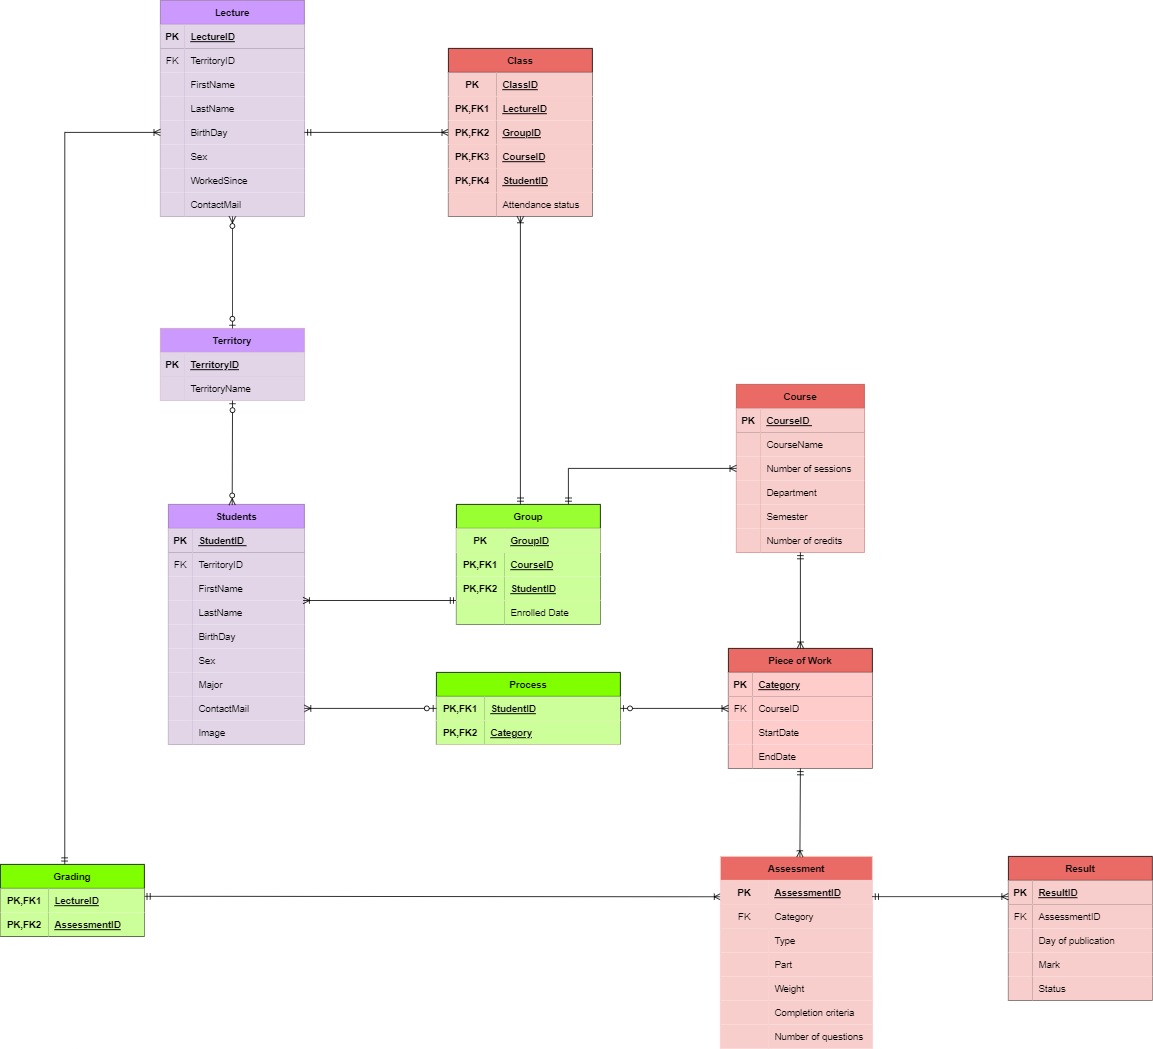 Lecture
PK LectureID
FK TerritoryID
FirstName
LastName
BirthDay
Sex
WorkedSince
ContactMail
Class
PK ClassID
PK,FK1 LectureID
PK,FK2 GroupID
PK,FK3 CourseID
PK,FK4 StudentID
Attendance status
Territory
PK TerritoryID
TerritoryName
Course
PK CourseID
CourseName
Number of sessions
Department
Semester
Number of credits
Students
PK StudentID
FK TerritoryID
FirstName
LastName
BirthDay
Sex
Major
ContactMail
Image
Group
PK GroupID
PK,FK1 CourseID
PK,FK2 StudentID
Enrolled Date
Process
PK,FK1 StudentID
PK,FK2 Category
Piece of Work
PK Category
FK CourseID
StartDate
EndDate
Grading
PK,FK1 LectureID
PK,FK2 AssessmentID
Assessment
PK AssessmentID
FK Category
Type
Part
Weight
Completion criteria
Number of questions
Result
PK ResultID
FK AssessmentID
Day of publication
Mark
Status